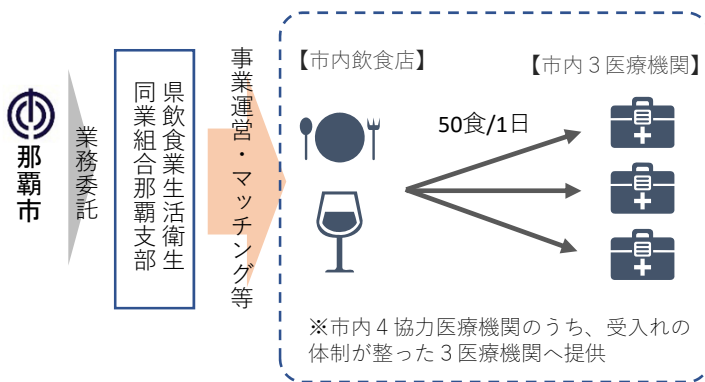 那覇市
業務委託
県飲食業生活衛生
同業組合那覇支部
事業運営・マッチング等
【市内飲食店】
【市内３医療機関】
50食/1日
※市内４協力医療機関のうち、受入れの
体制が整った３医療機関へ提供